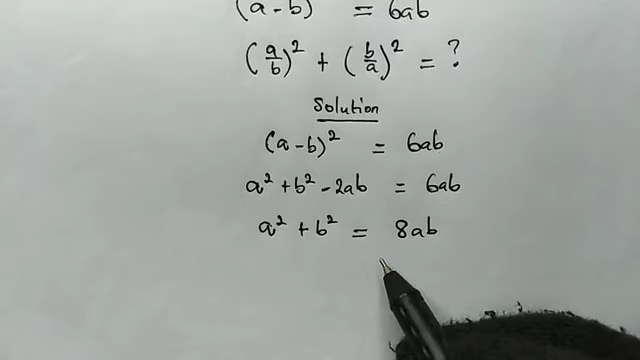 (a-b)² = 6ab
(a/b)² + (b/a)² = ?
Solution
(a-b)² = 6ab
a² + b² - 2ab = 6ab
a² + b² = 8ab